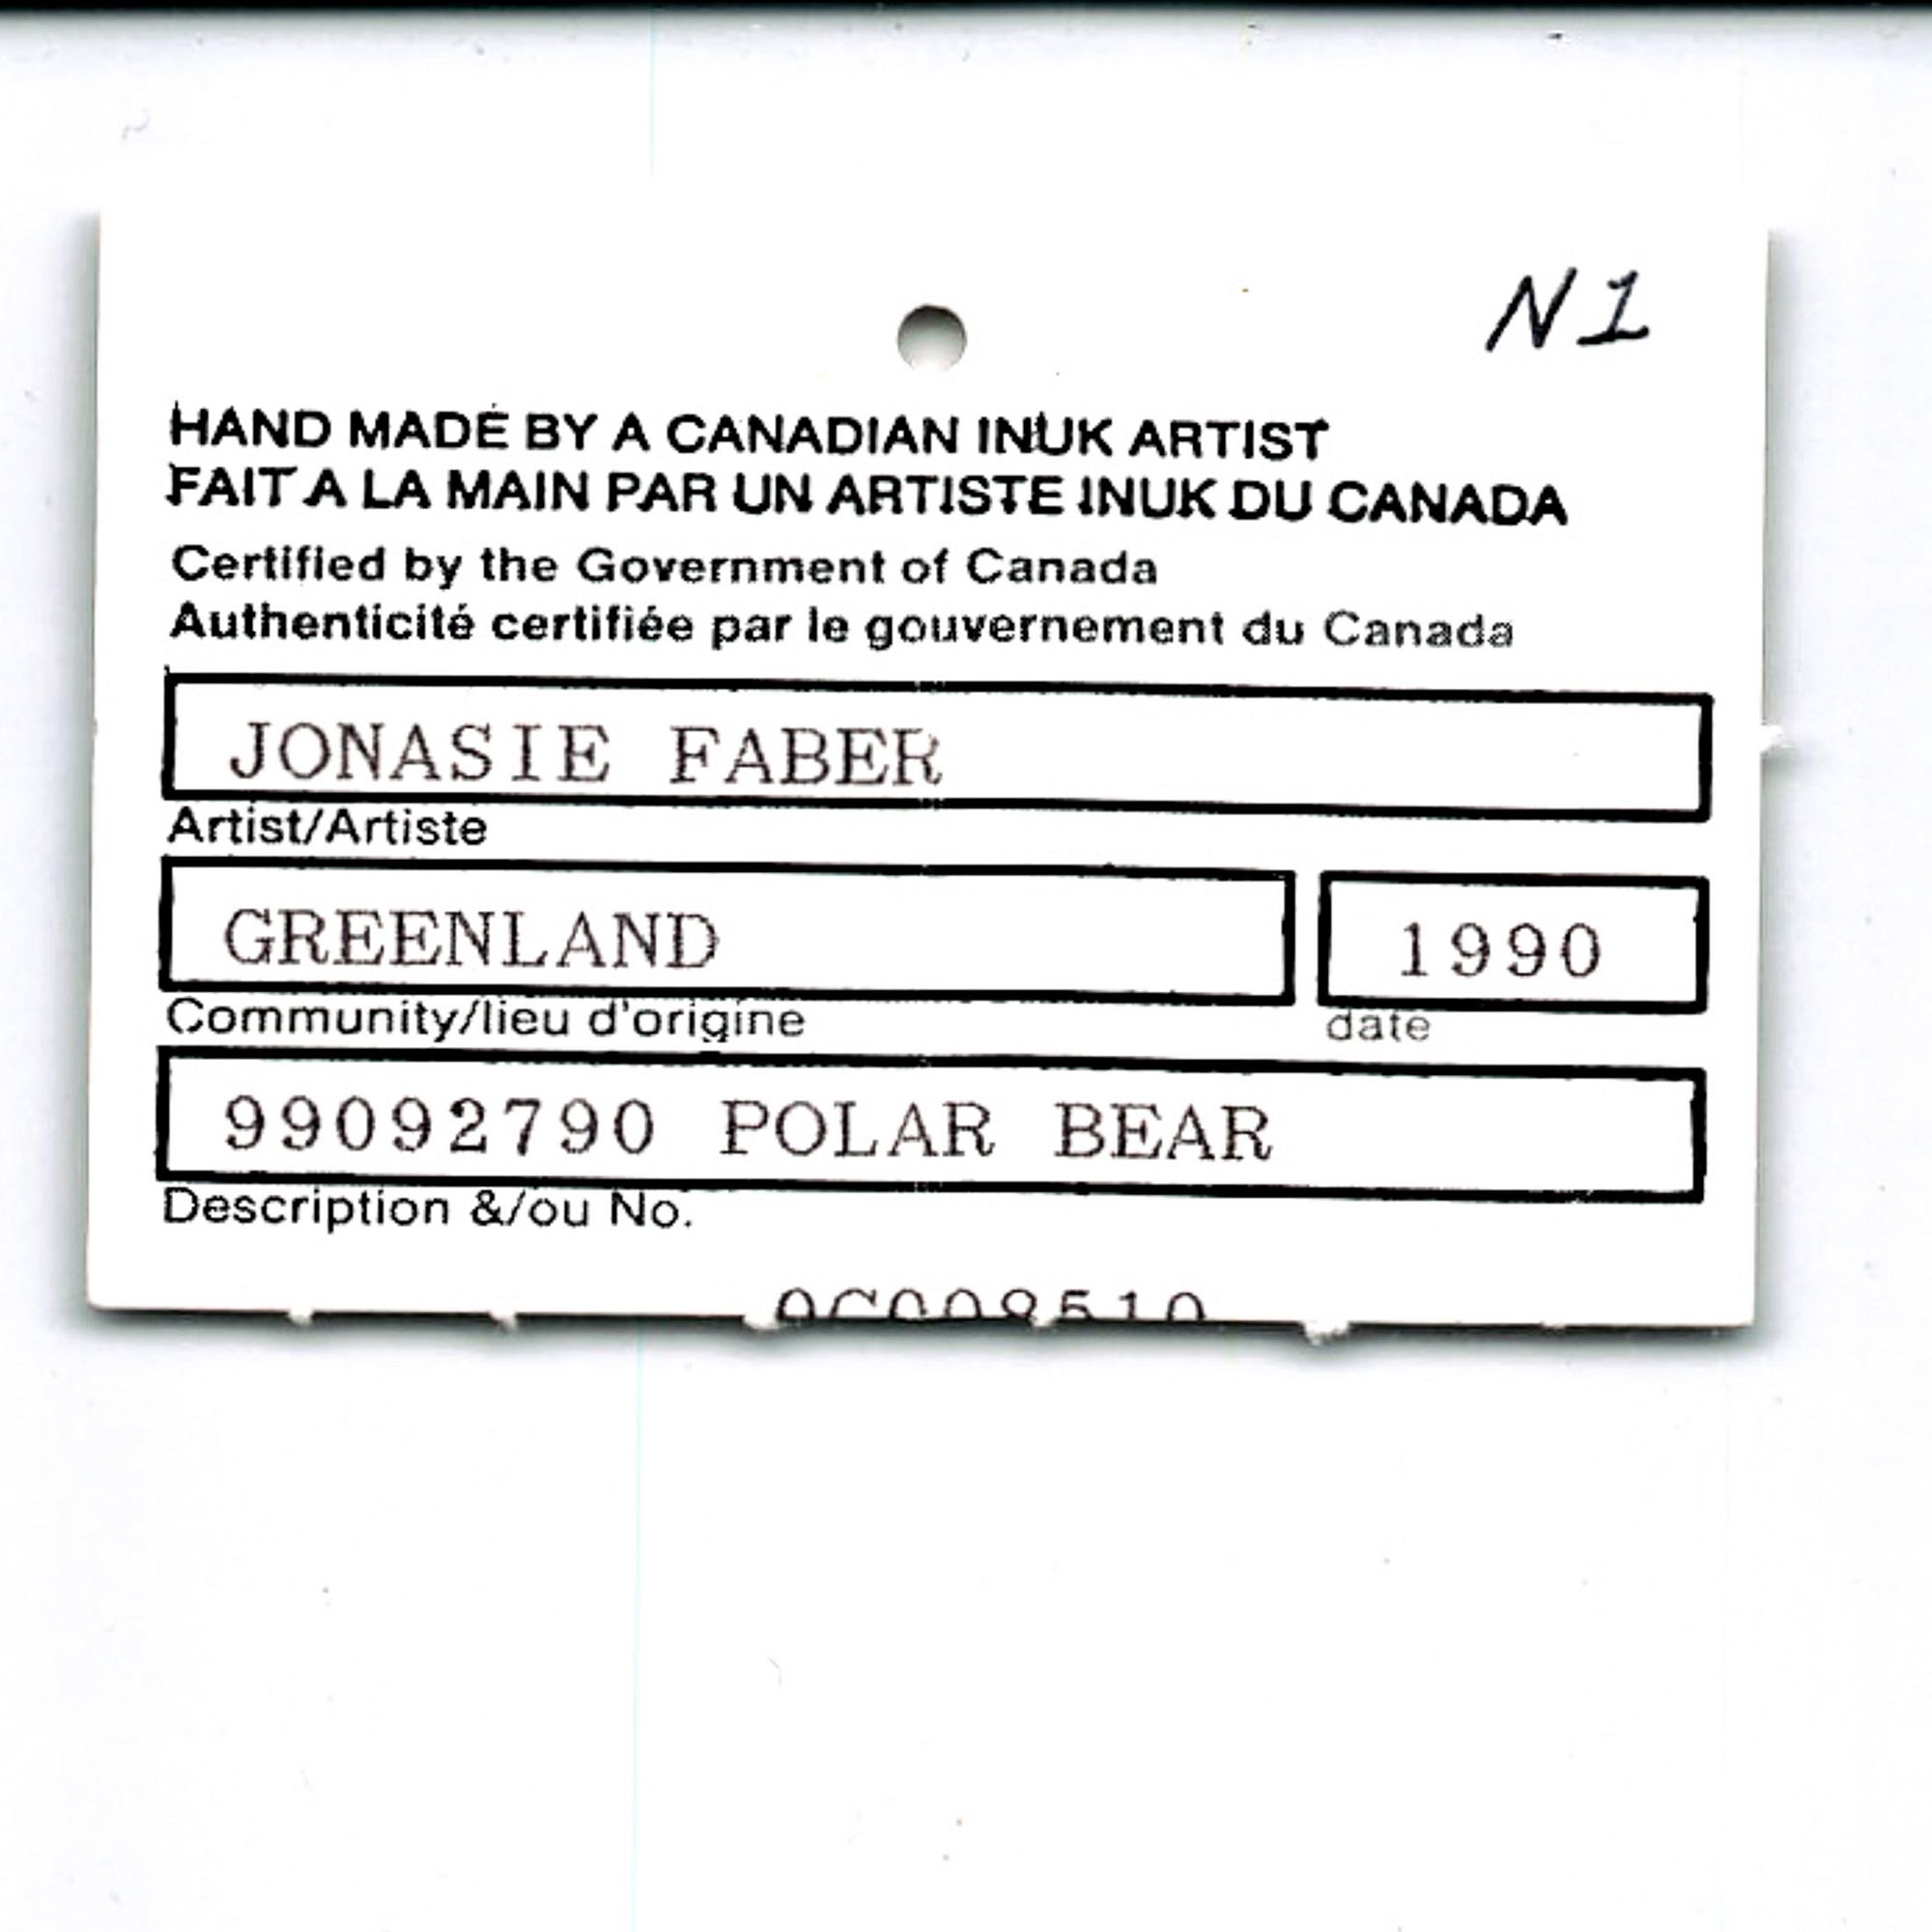 N1
HAND MADE BY A CANADIAN INUK ARTIST
FAIT A LA MAIN PAR UN ARTISTE INUK DU CANADA
Certified by the Government of Canada
Authenticité certifiée par le gouvernement du Canada
JONASIE FABER
Artist/Artiste
GREENLAND 1990
Community/lieu d'origine date
99092790 POLAR BEAR
Description &/ou No.